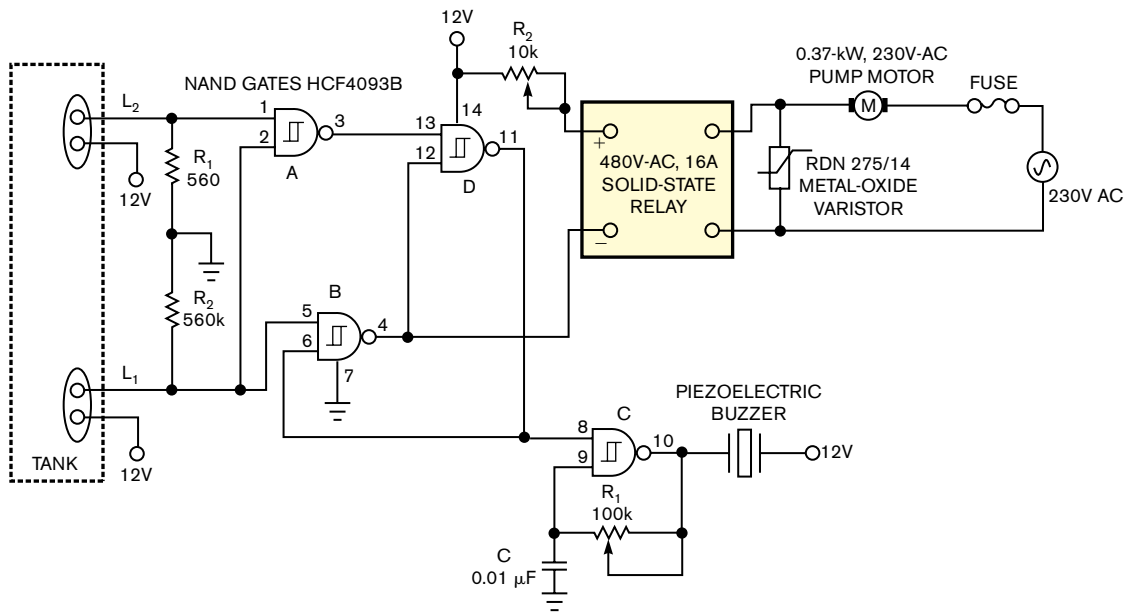 12V
R2
10k
NAND GATES HCF4093B
0.37-kW, 230V-AC
PUMP MOTOR
FUSE
M
L2
1
2
3
A
13
12
14
11
D
R1
560
12V
+
−
480V-AC, 16A
SOLID-STATE
RELAY
RDN 275/14
METAL-OXIDE
VARISTOR
230V AC
R2
560k
B
5
6
4
7
L1
12V
TANK
PIEZOELECTRIC
BUZZER
C
8
9
10
12V
R1
100k
C
0.01 μF